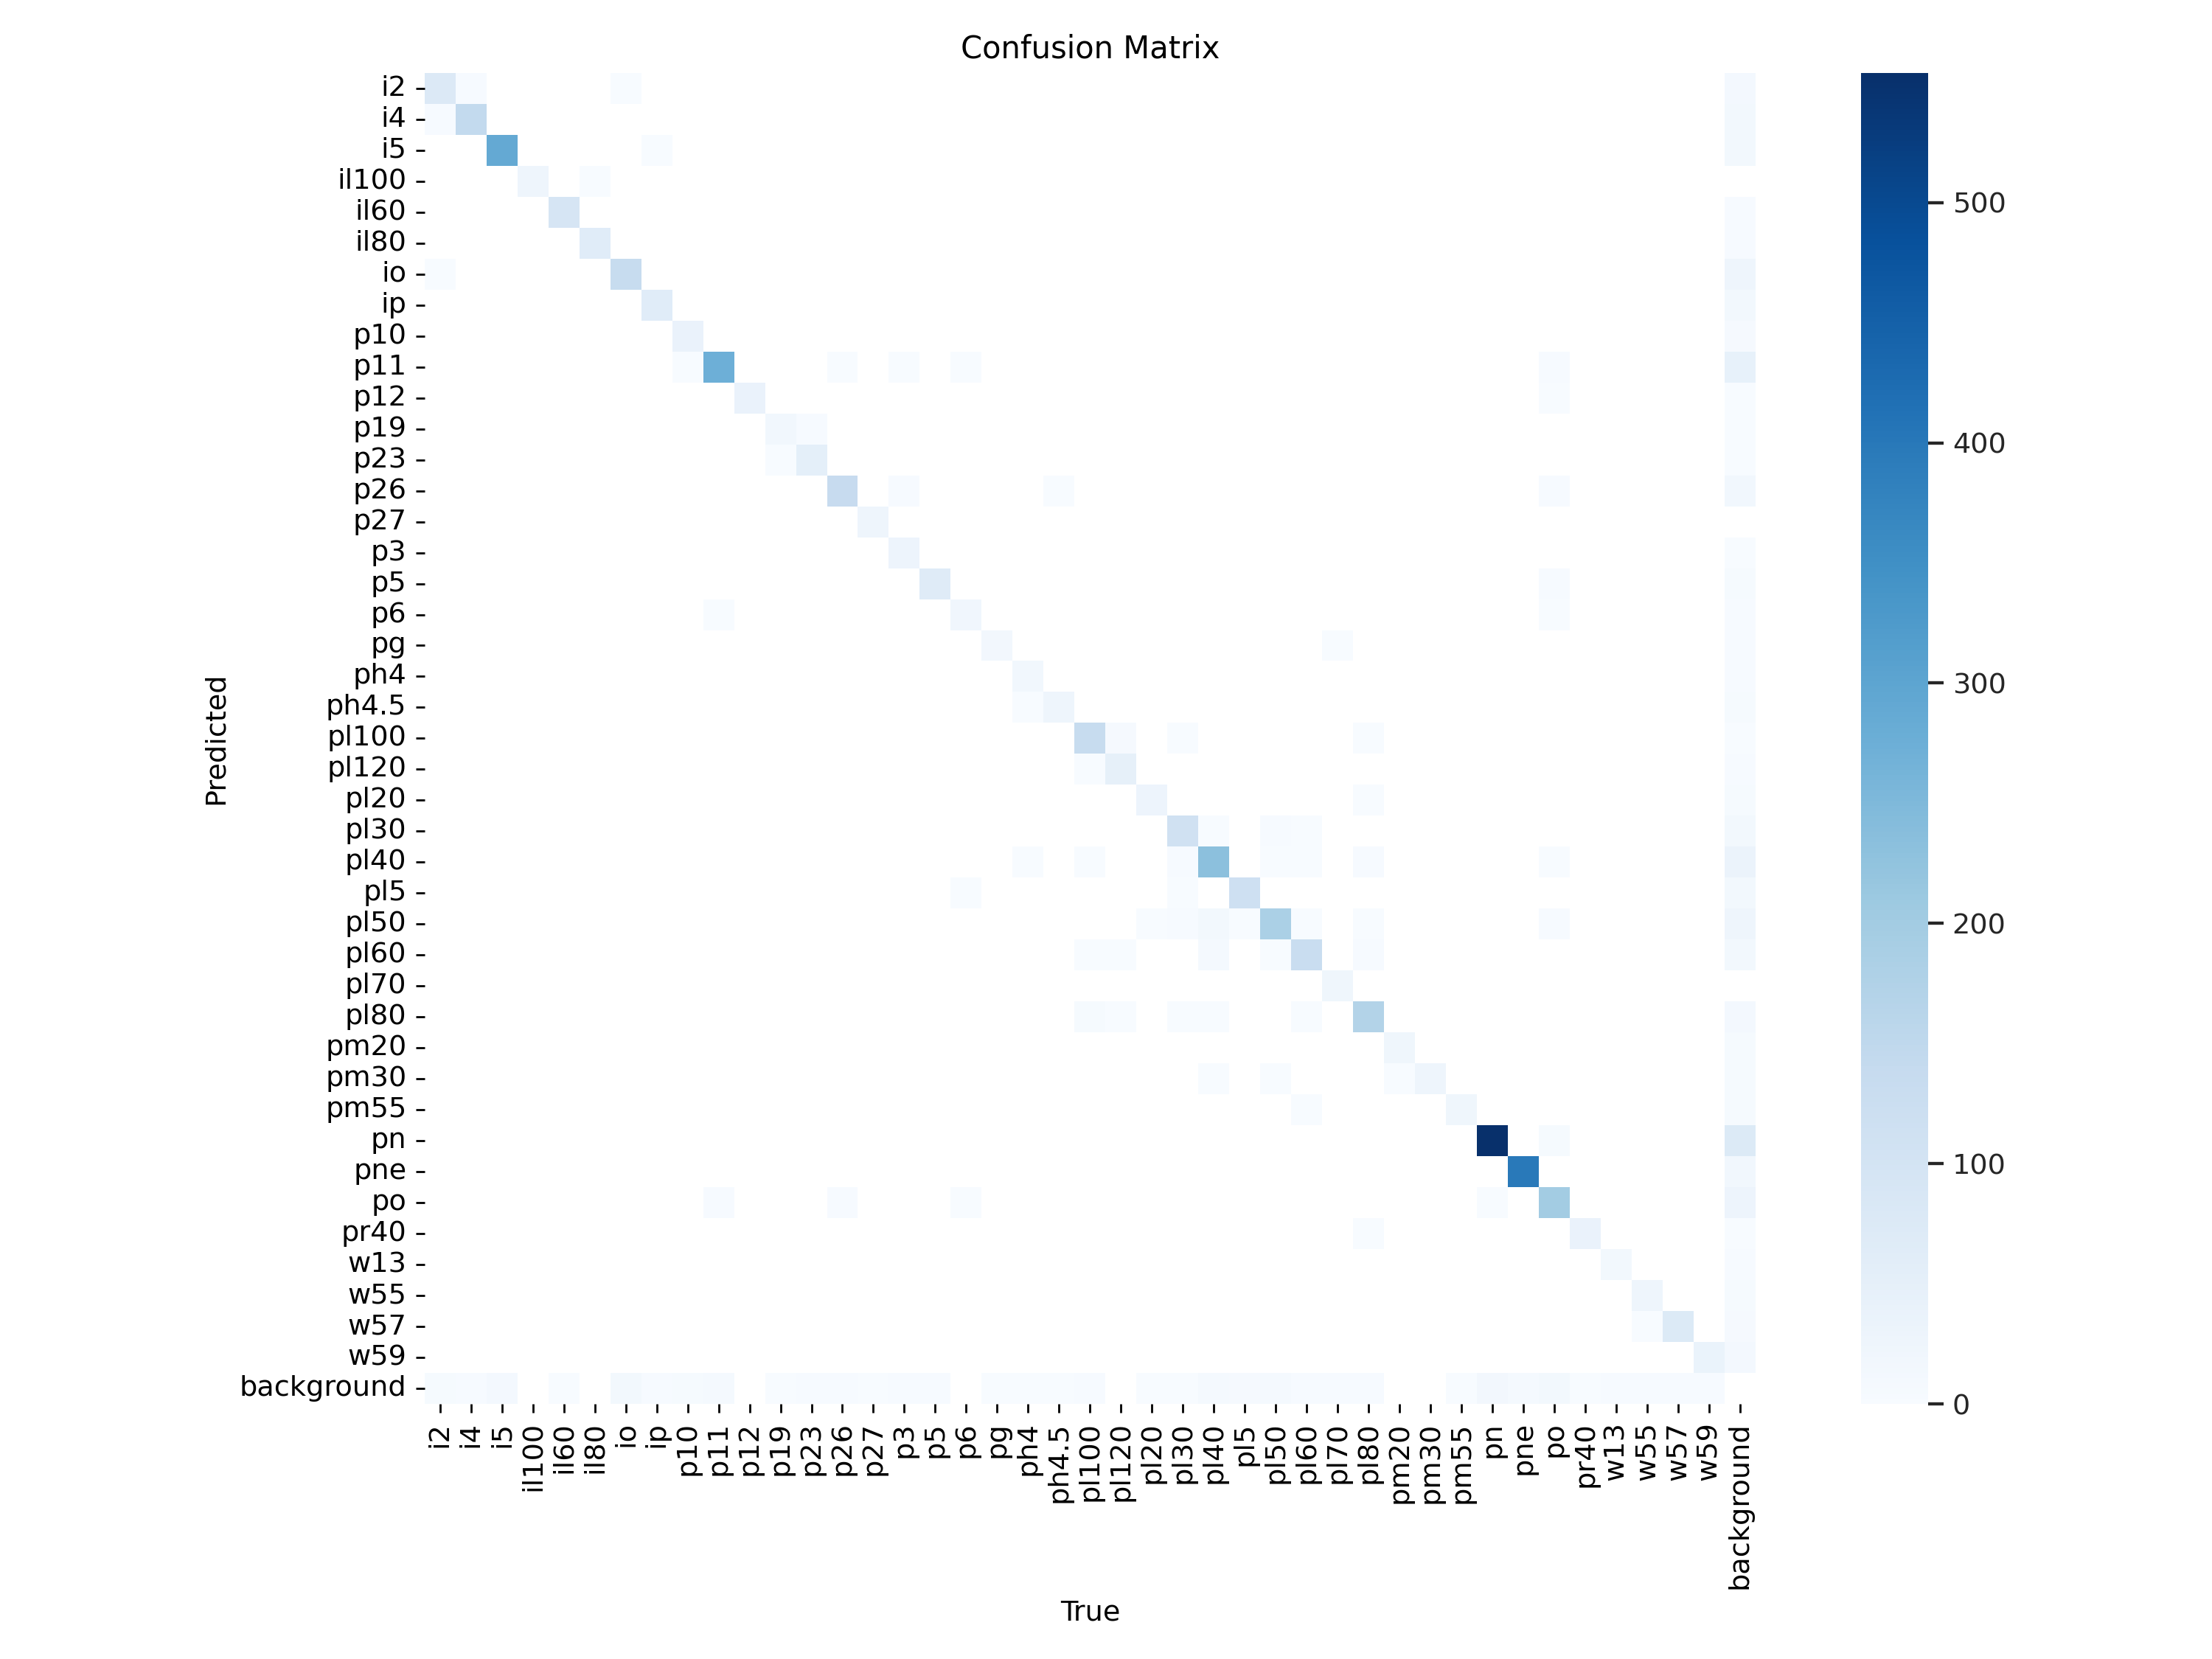 Confusion Matrix
Predicted
i2
i4
i5
il100
il60
il80
io
ip
p10
p11
p12
p19
p23
p26
p27
p3
p5
p6
pg
ph4
ph4.5
pl100
pl120
pl20
pl30
pl40
pl5
pl50
pl60
pl70
pl80
pm20
pm30
pm55
pn
pne
po
pr40
w13
w55
w57
w59
background
i2 i4 i5 il100 il60 il80 io ip p10 p11 p12 p19 p23 p26 p27 p3 p5 p6 pg ph4 ph4.5 pl100 pl120 pl20 pl30 pl40 pl5 pl50 pl60 pl70 pl80 pm20 pm30 pm55 pn pne po pr40 w13 w55 w57 w59 background
True
500
400
300
200
100
0